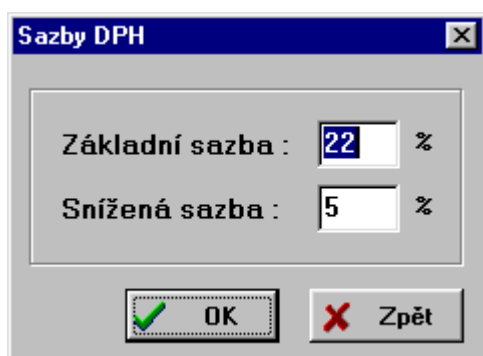 Sazby DPH
Základní sazba : 22 %
Snížená sazba : 5 %
OK Zpět